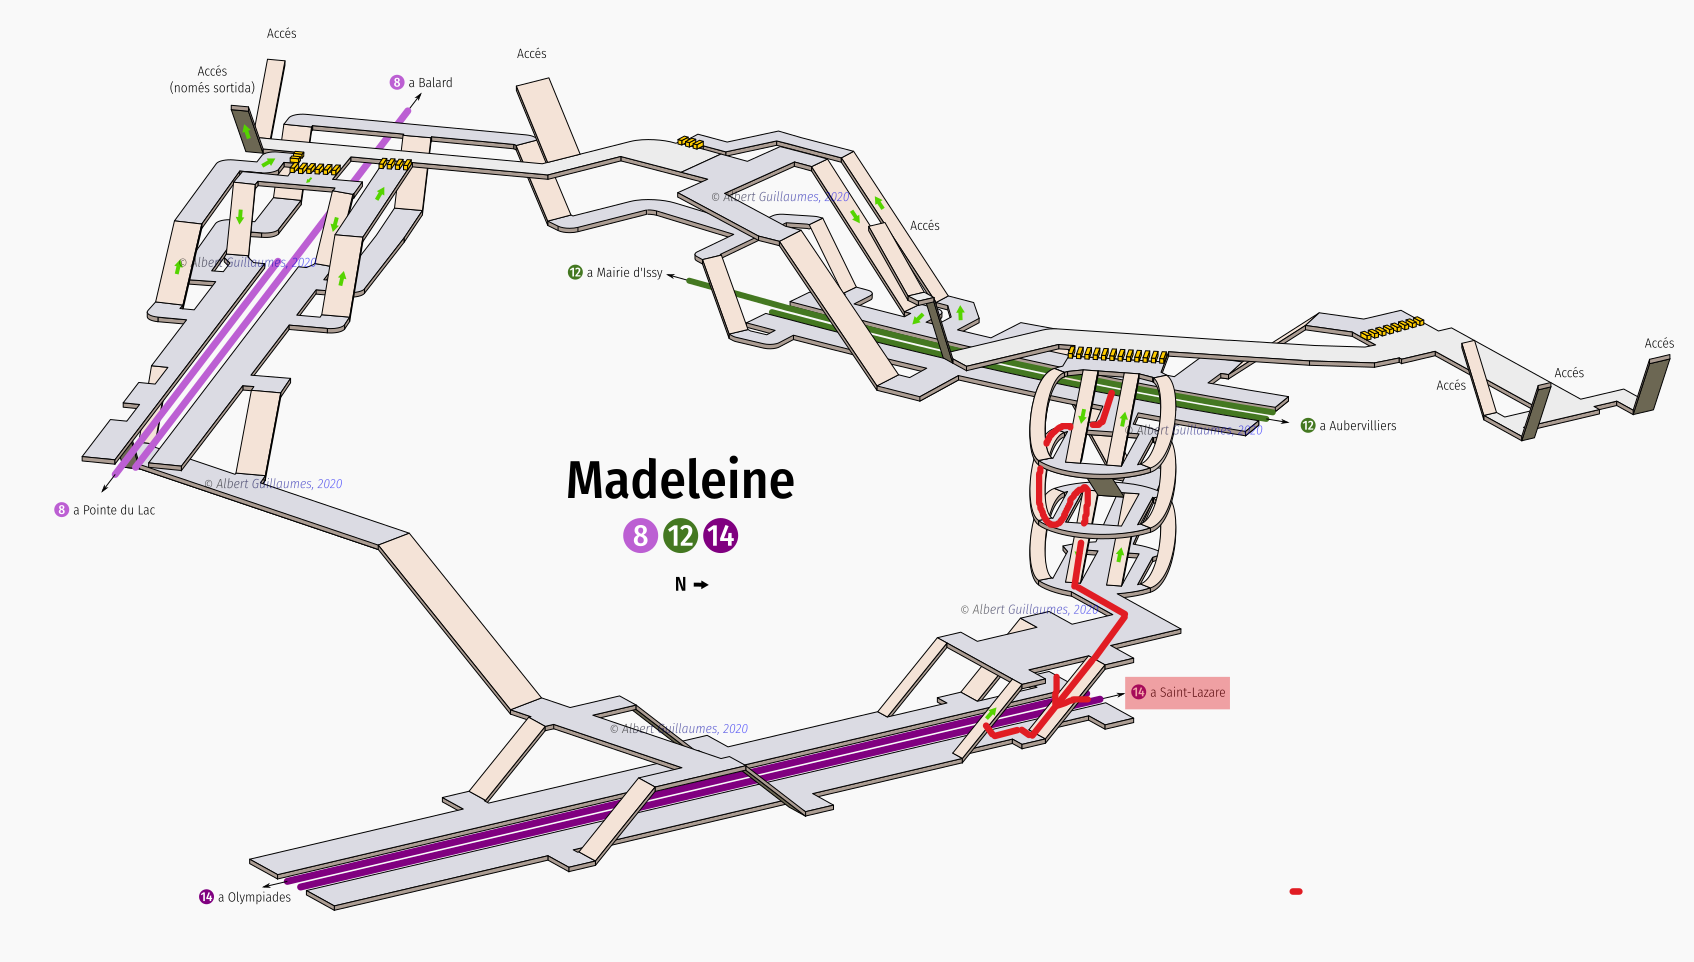 Accés
Accés
Accés
(només sortida)
8 a Balard
© Albert Guillaumes, 2020
Accés
© Albert Guillaumes, 2020
12 a Mairie d'Issy
Accés
Accés
Accés
Accés
12 a Aubervilliers
© Albert Guillaumes, 2020
© Albert Guillaumes, 2020
8 a Pointe du Lac
Madeleine
8 12 14
N
© Albert Guillaumes, 2020
14 a Saint-Lazare
© Albert Guillaumes, 2020
14 a Olympiades